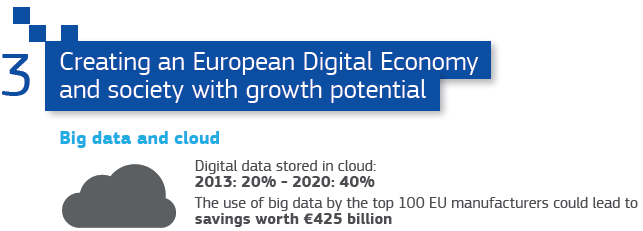 3
Creating an European Digital Economy
and society with growth potential
Big data and cloud
Digital data stored in cloud:
2013: 20% – 2020: 40%
The use of big data by the top 100 EU manufacturers could lead to
savings worth €425 billion